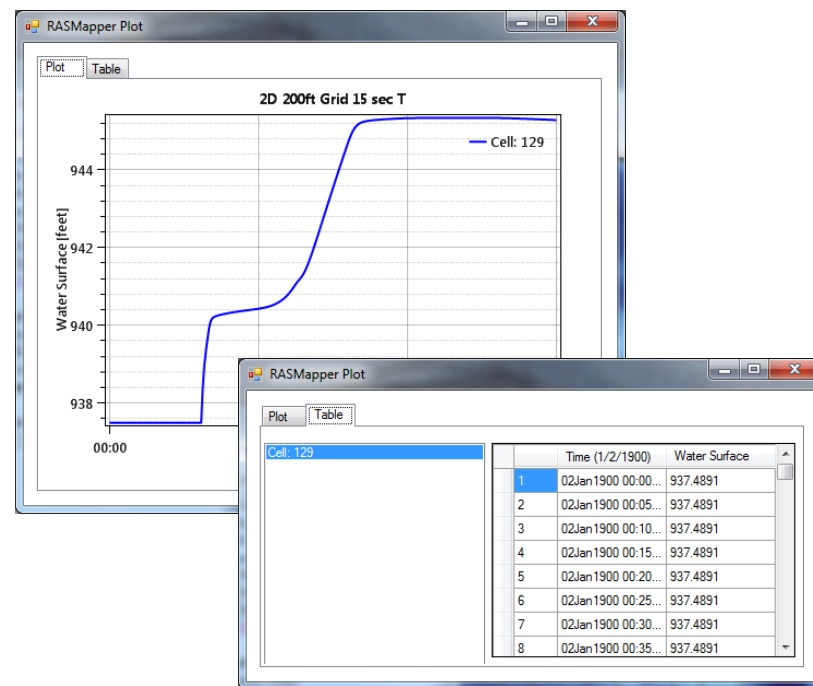 RASMapper Plot
Plot Table
2D 200ft Grid 15 sec T
Cell: 129
944
942
940
938
Water Surface [feet]
00:00
RASMapper Plot
Plot Table
Cell: 129
Time (1/2/1900) Water Surface
1 02Jan1900 00:00... 937.4891
2 02Jan1900 00:05... 937.4891
3 02Jan1900 00:10... 937.4891
4 02Jan1900 00:15... 937.4891
5 02Jan1900 00:20... 937.4891
6 02Jan1900 00:25... 937.4891
7 02Jan1900 00:30... 937.4891
8 02Jan1900 00:35... 937.4891